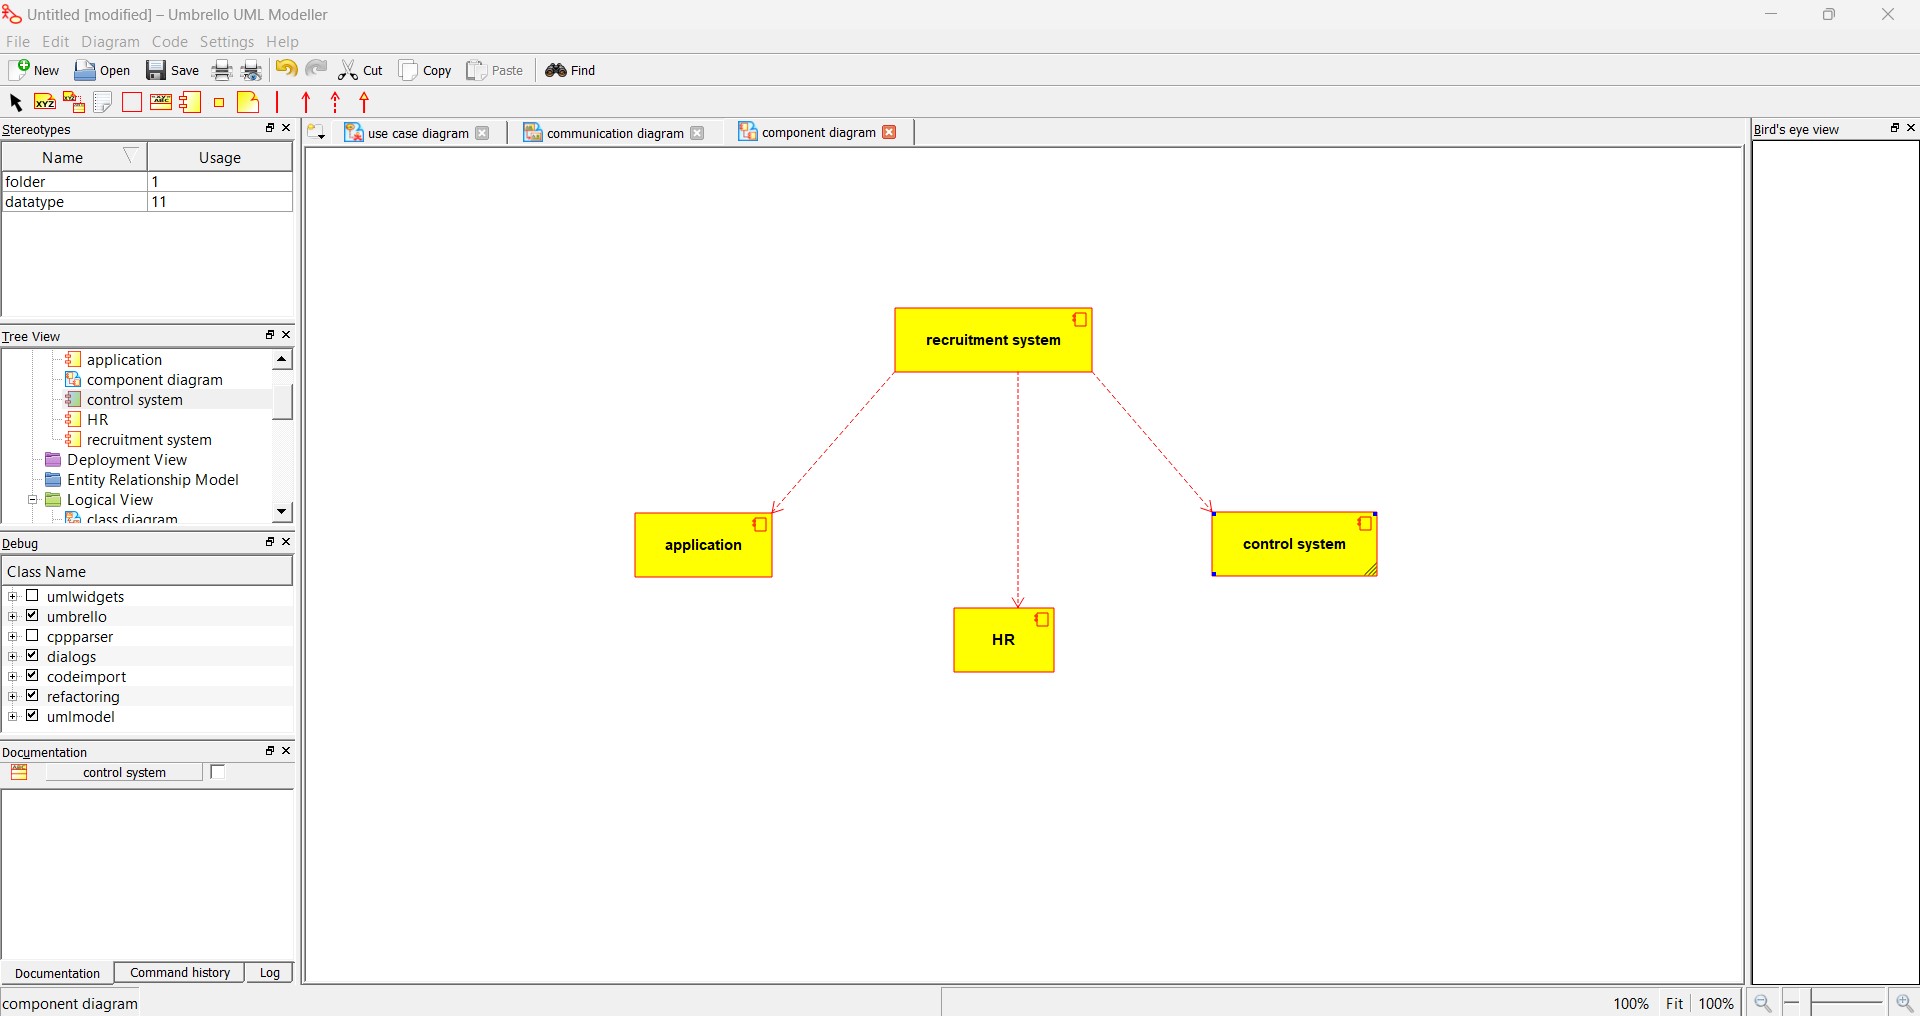 Untitled [modified] – Umbrello UML Modeller
File Edit Diagram Code Settings Help
New Open Save Cut Copy Paste Find
XYZ XYZ ABC
Stereotypes
Name Usage
folder 1
datatype 11
Tree View
application
component diagram
control system
HR
recruitment system
Deployment View
Entity Relationship Model
Logical View
class diagram
Debug
Class Name
umlwidgets
umbrello
cppparser
dialogs
codeimport
refactoring
umlmodel
Documentation
ABC control system
Documentation Command history Log
use case diagram communication diagram component diagram
recruitment system
application
control system
HR
Bird's eye view
component diagram
100% Fit 100%